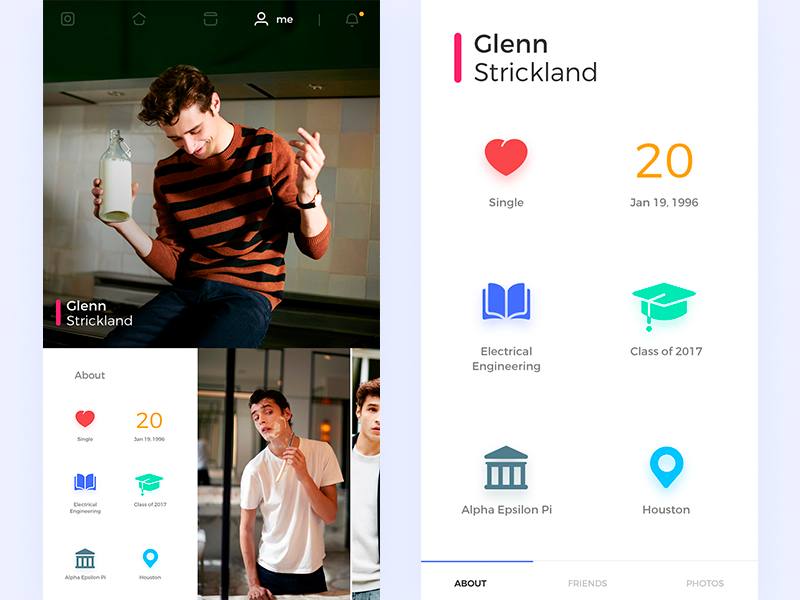 me
Glenn
Strickland
About
Single
20
Jan 19, 1996
Electrical
Engineering
Class of 2017
Alpha Epsilon Pi
Houston
Glenn
Strickland
Single
20
Jan 19, 1996
Electrical
Engineering
Class of 2017
Alpha Epsilon Pi
Houston
ABOUT
FRIENDS
PHOTOS